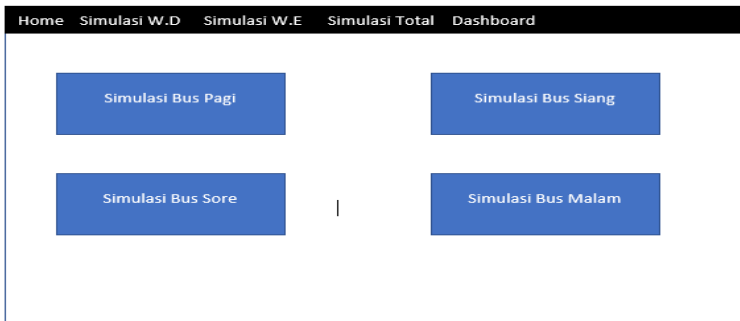 Home Simulasi W.D Simulasi W.E Simulasi Total Dashboard
Simulasi Bus Pagi
Simulasi Bus Siang
Simulasi Bus Sore
Simulasi Bus Malam